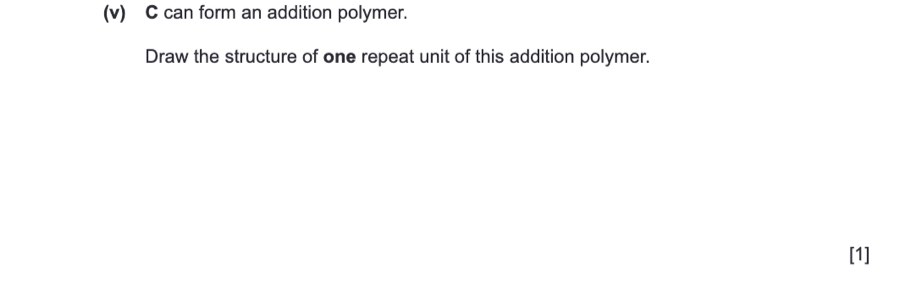 (v) C can form an addition polymer.
Draw the structure of one repeat unit of this addition polymer.
[1]